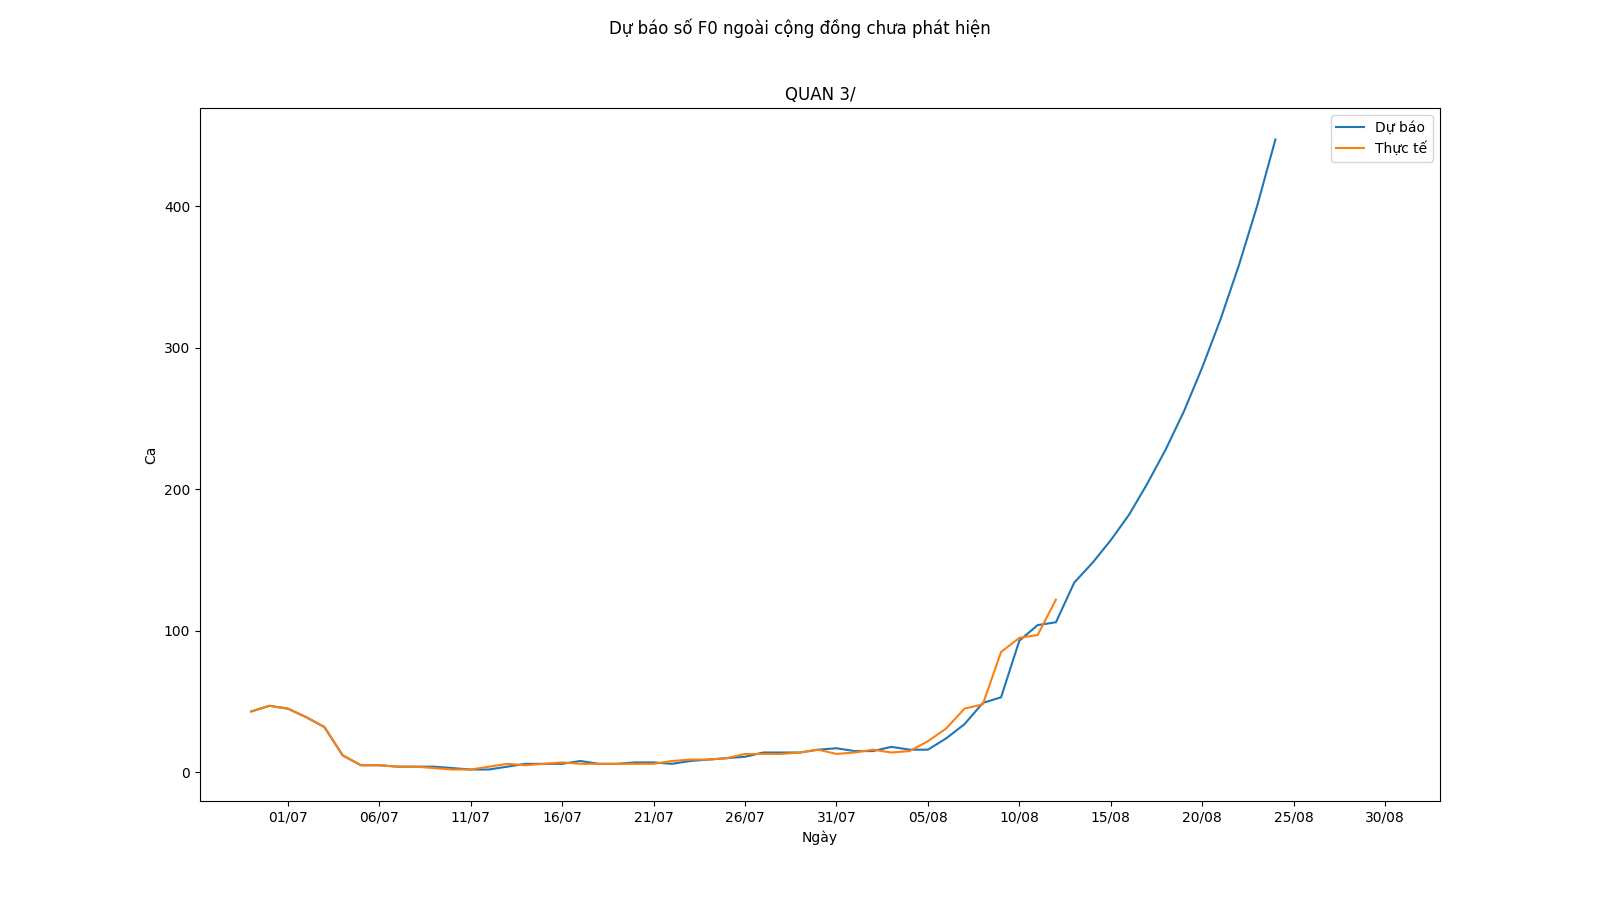 Dự báo số F0 ngoài cộng đồng chưa phát hiện
QUAN 3/
Dự báo
Thực tế
400
300
200
100
0
Ca
01/07 06/07 11/07 16/07 21/07 26/07 31/07 05/08 10/08 15/08 20/08 25/08 30/08
Ngày